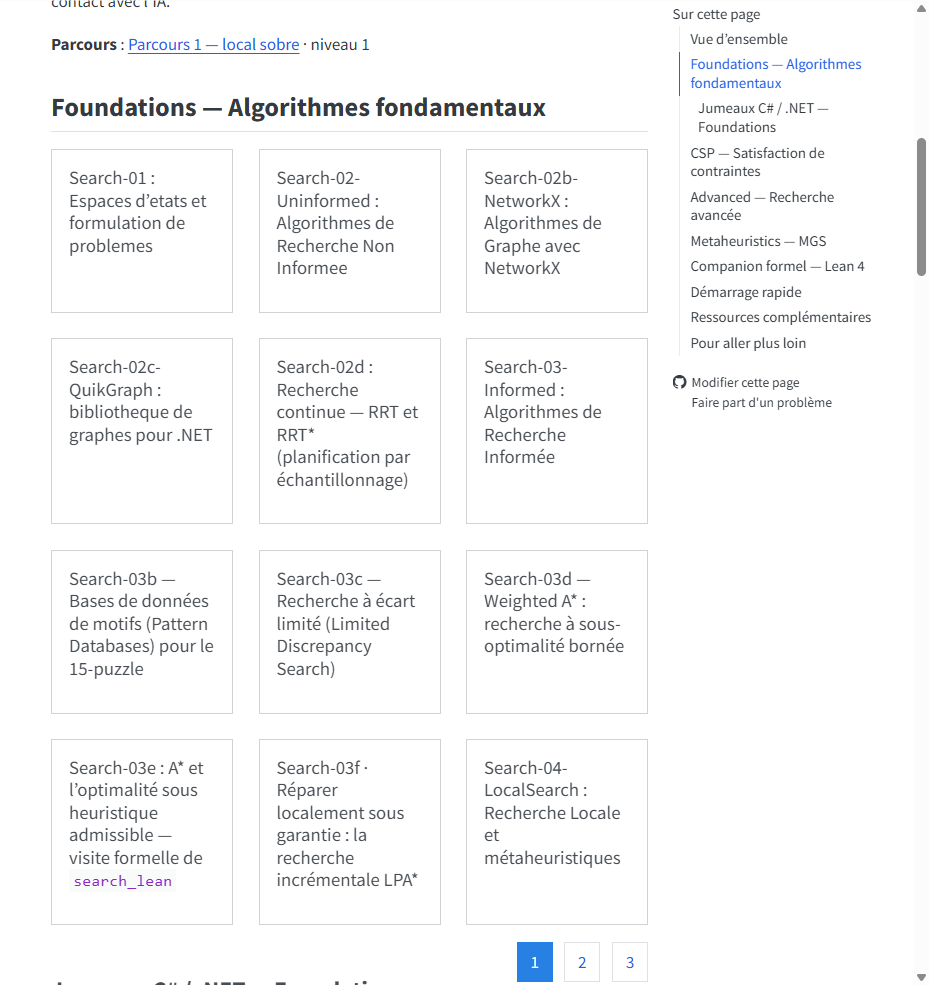 contact avec l'IA.
Parcours : Parcours 1 — local sobre · niveau 1
Foundations — Algorithmes fondamentaux
Search-01 :
Espaces d’etats et
formulation de
problemes
Search-02-
Uninformed :
Algorithmes de
Recherche Non
Informee
Search-02b-
NetworkX :
Algorithmes de
Graphe avec
NetworkX
Search-02c-
QuikGraph :
bibliotheque de
graphes pour .NET
Search-02d :
Recherche
continue — RRT et
RRT*
(planification par
échantillonnage)
Search-03-
Informed :
Algorithmes de
Recherche
Informée
Search-03b —
Bases de données
de motifs (Pattern
Databases) pour le
15-puzzle
Search-03c —
Recherche à écart
limité (Limited
Discrepancy
Search)
Search-03d —
Weighted A* :
recherche à sous-
optimalité bornée
Search-03e : A* et
l’optimalité sous
heuristique
admissible —
visite formelle de
search_lean
Search-03f ·
Réparer
localement sous
garantie : la
recherche
incrémentale LPA*
Search-04-
LocalSearch :
Recherche Locale
et
métaheuristiques
1
2
3
Sur cette page
Vue d’ensemble
Foundations — Algorithmes
fondamentaux
Jumeaux C# / .NET —
Foundations
CSP — Satisfaction de
contraintes
Advanced — Recherche
avancée
Metaheuristics — MGS
Companion formel — Lean 4
Démarrage rapide
Ressources complémentaires
Pour aller plus loin
Modifier cette page
Faire part d'un problème